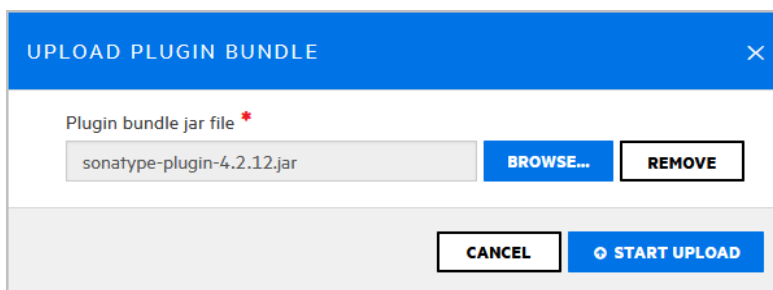 UPLOAD PLUGIN BUNDLE
Plugin bundle jar file *
sonatype-plugin-4.2.12.jar BROWSE... REMOVE
CANCEL START UPLOAD